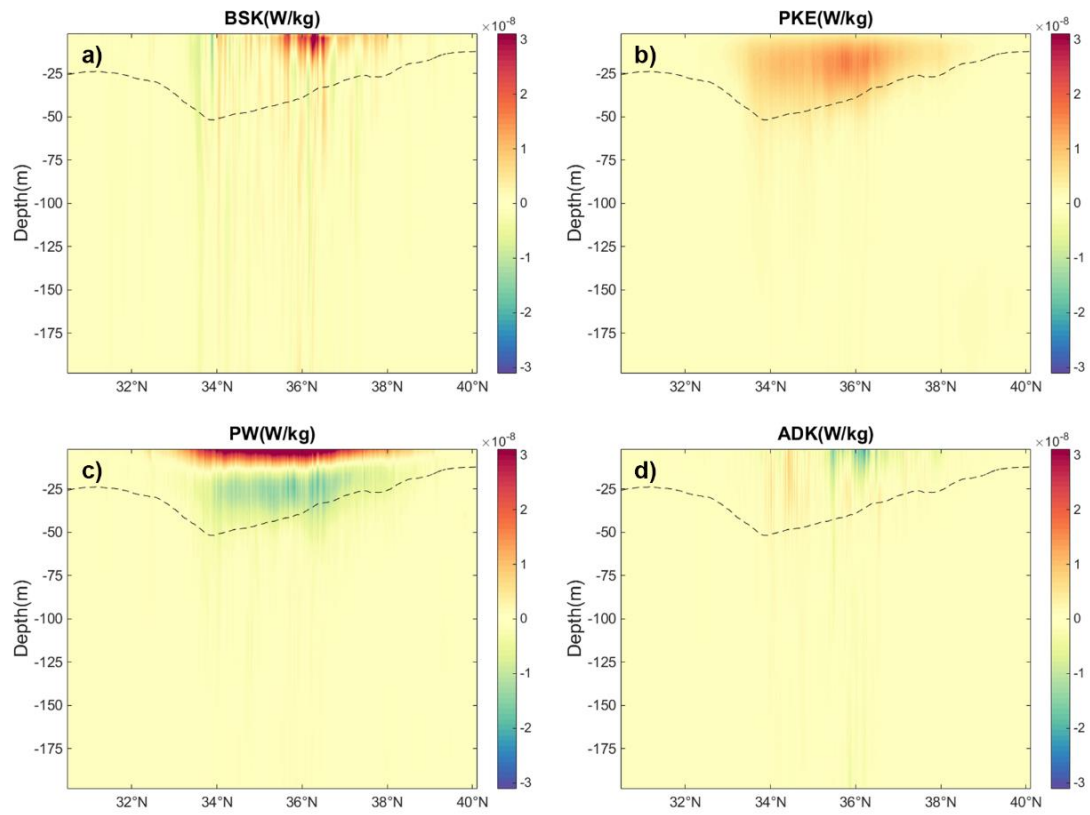 BSK(W/kg)
a)
×10⁻⁸
3
2
1
0
-1
-2
-3
-25
-50
-75
-100
-125
-150
-175
Depth(m)
32°N
34°N
36°N
38°N
40°N
PKE(W/kg)
b)
×10⁻⁸
3
2
1
0
-1
-2
-3
-25
-50
-75
-100
-125
-150
-175
Depth(m)
32°N
34°N
36°N
38°N
40°N
PW(W/kg)
c)
×10⁻⁸
3
2
1
0
-1
-2
-3
-25
-50
-75
-100
-125
-150
-175
Depth(m)
32°N
34°N
36°N
38°N
40°N
ADK(W/kg)
d)
×10⁻⁸
3
2
1
0
-1
-2
-3
-25
-50
-75
-100
-125
-150
-175
Depth(m)
32°N
34°N
36°N
38°N
40°N